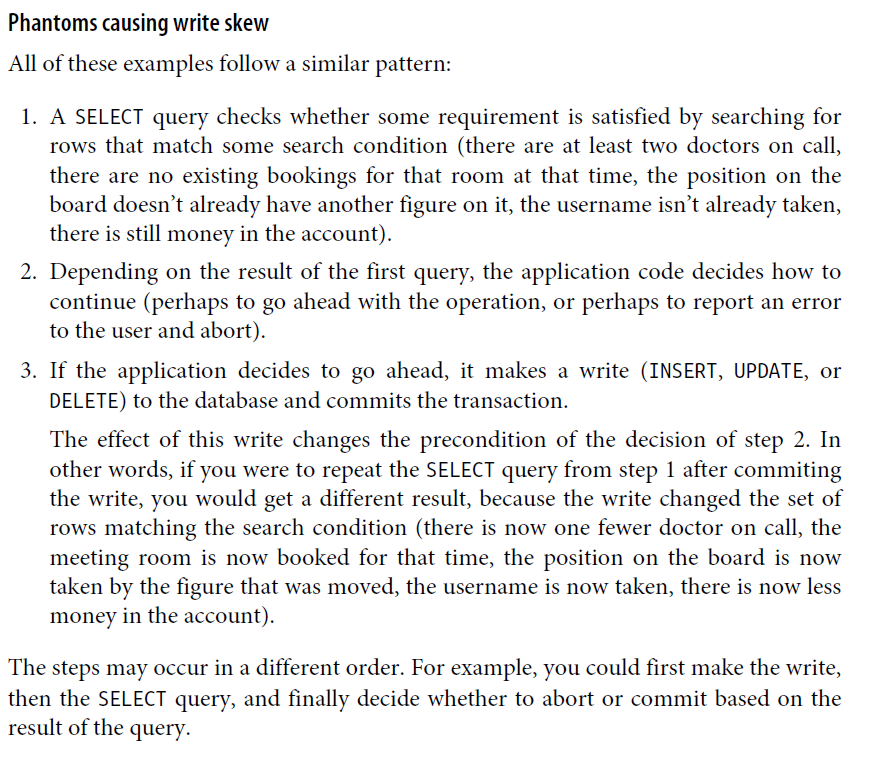 Phantoms causing write skew
All of these examples follow a similar pattern:
1. A SELECT query checks whether some requirement is satisfied by searching for
rows that match some search condition (there are at least two doctors on call,
there are no existing bookings for that room at that time, the position on the
board doesn’t already have another figure on it, the username isn’t already taken,
there is still money in the account).
2. Depending on the result of the first query, the application code decides how to
continue (perhaps to go ahead with the operation, or perhaps to report an error
to the user and abort).
3. If the application decides to go ahead, it makes a write (INSERT, UPDATE, or
DELETE) to the database and commits the transaction.
The effect of this write changes the precondition of the decision of step 2. In
other words, if you were to repeat the SELECT query from step 1 after commiting
the write, you would get a different result, because the write changed the set of
rows matching the search condition (there is now one fewer doctor on call, the
meeting room is now booked for that time, the position on the board is now
taken by the figure that was moved, the username is now taken, there is now less
money in the account).
The steps may occur in a different order. For example, you could first make the write,
then the SELECT query, and finally decide whether to abort or commit based on the
result of the query.